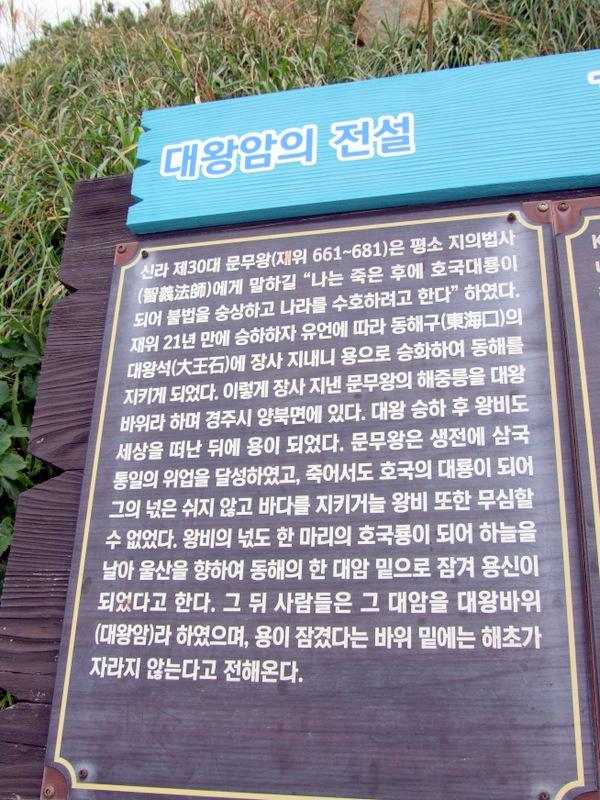 대왕암의 전설
신라 제30대 문무왕(재위 661~681)은 평소 지의법사
(智義法師)에게 말하길 “나는 죽은 후에 호국대룡이
되어 불법을 숭상하고 나라를 수호하려고 한다” 하였다.
재위 21년 만에 승하하자 유언에 따라 동해구(東海口)의
대왕석(大王石)에 장사 지내니 용으로 승화하여 동해를
지키게 되었다. 이렇게 장사 지낸 문무왕의 해중릉을 대왕
바위라 하며 경주시 양북면에 있다. 대왕 승하 후 왕비도
세상을 떠난 뒤에 용이 되었다. 문무왕은 생전에 삼국
통일의 위업을 달성하였고, 죽어서도 호국의 대룡이 되어
그의 넋은 쉬지 않고 바다를 지키거늘 왕비 또한 무심할
수 없었다. 왕비의 넋도 한 마리의 호국룡이 되어 하늘을
날아 울산을 향하여 동해의 한 대암 밑으로 잠겨 용신이
되었다고 한다. 그 뒤 사람들은 그 대암을 대왕바위
(대왕암)라 하였으며, 용이 잠겼다는 바위 밑에는 해초가
자라지 않는다고 전해온다.